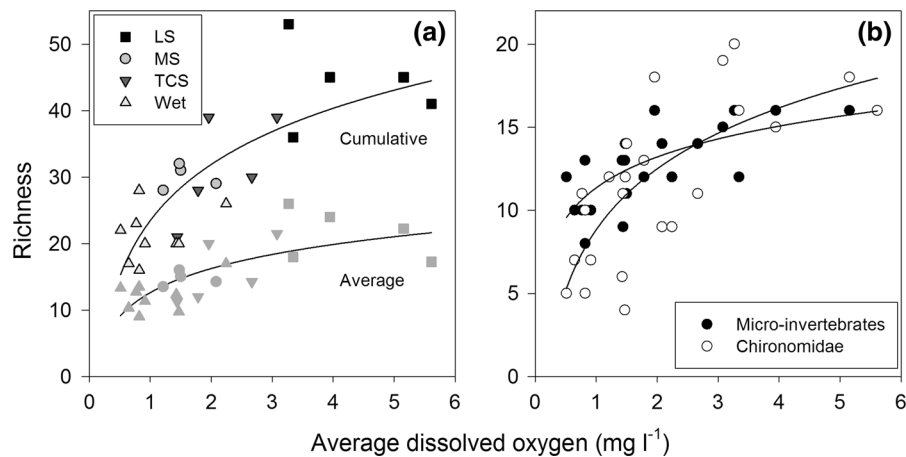 (a)
LS
MS
TCS
Wet
Cumulative
Average
Richness
60
50
40
30
20
10
0
0 1 2 3 4 5 6
(b)
Micro-invertebrates
Chironomidae
20
15
10
5
0
0 1 2 3 4 5 6
Average dissolved oxygen (mg l⁻¹)